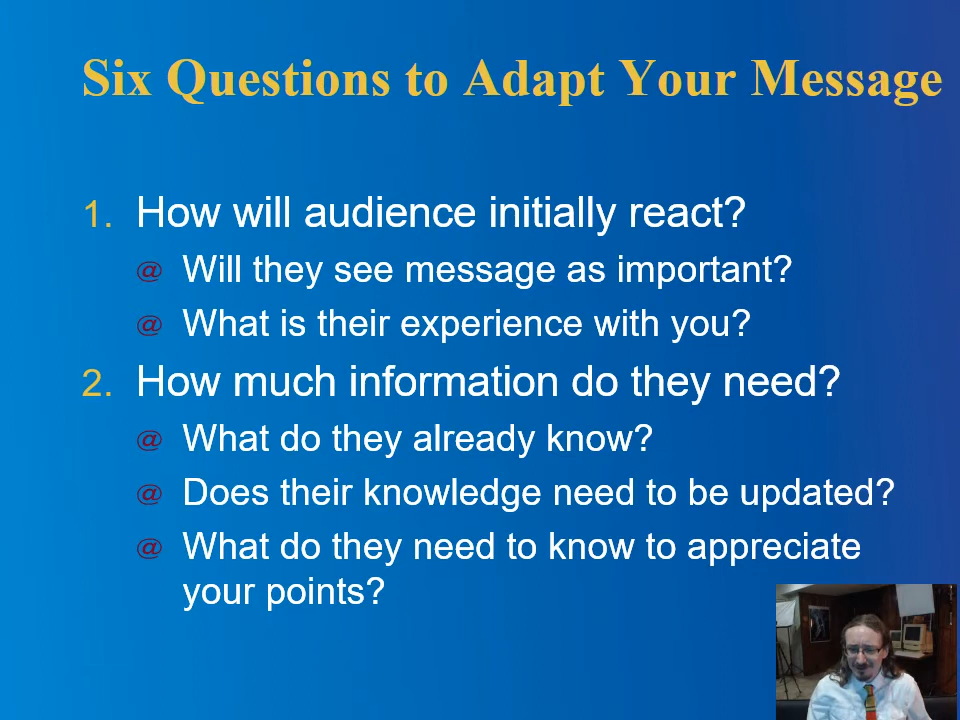 Six Questions to Adapt Your Message
1. How will audience initially react?
@ Will they see message as important?
@ What is their experience with you?
2. How much information do they need?
@ What do they already know?
@ Does their knowledge need to be updated?
@ What do they need to know to appreciate
your points?